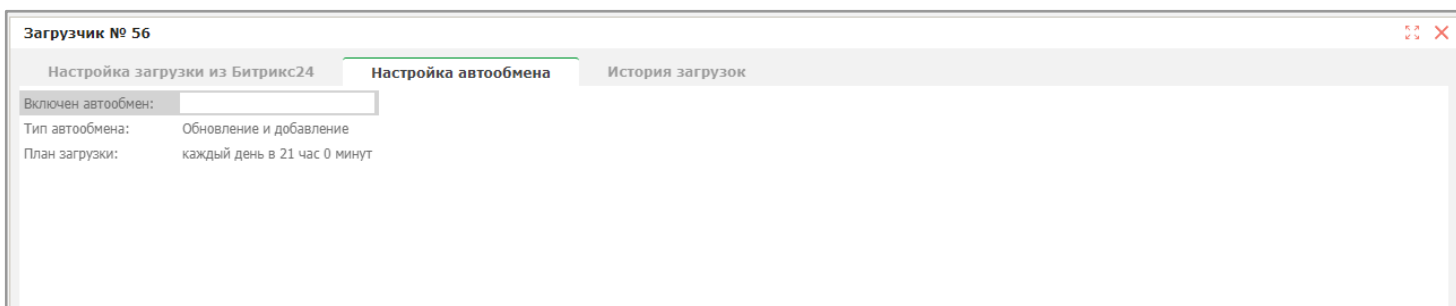 Загрузчик № 56
Настройка загрузки из Битрикс24 Настройка автообмена История загрузок
Включен автообмен:
Тип автообмена: Обновление и добавление
План загрузки: каждый день в 21 час 0 минут